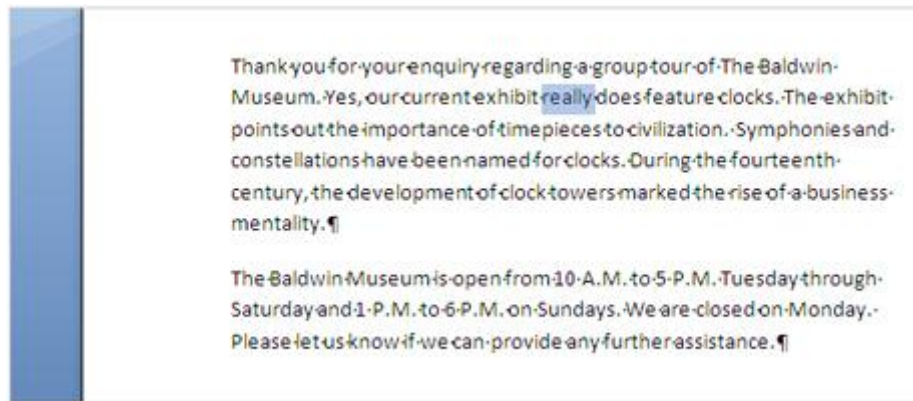 Thank you for your enquiry regarding a group tour of The Baldwin
Museum. Yes, our current exhibit really does feature clocks. The exhibit
points out the importance of timepieces to civilization. Symphonies and
constellations have been named for clocks. During the fourteenth
century, the development of clock towers marked the rise of a business
mentality.¶
The Baldwin Museum is open from 10 A.M. to 5 P.M. Tuesday through
Saturday and 1 P.M. to 6 P.M. on Sundays. We are closed on Monday.
Please let us know if we can provide any further assistance.¶